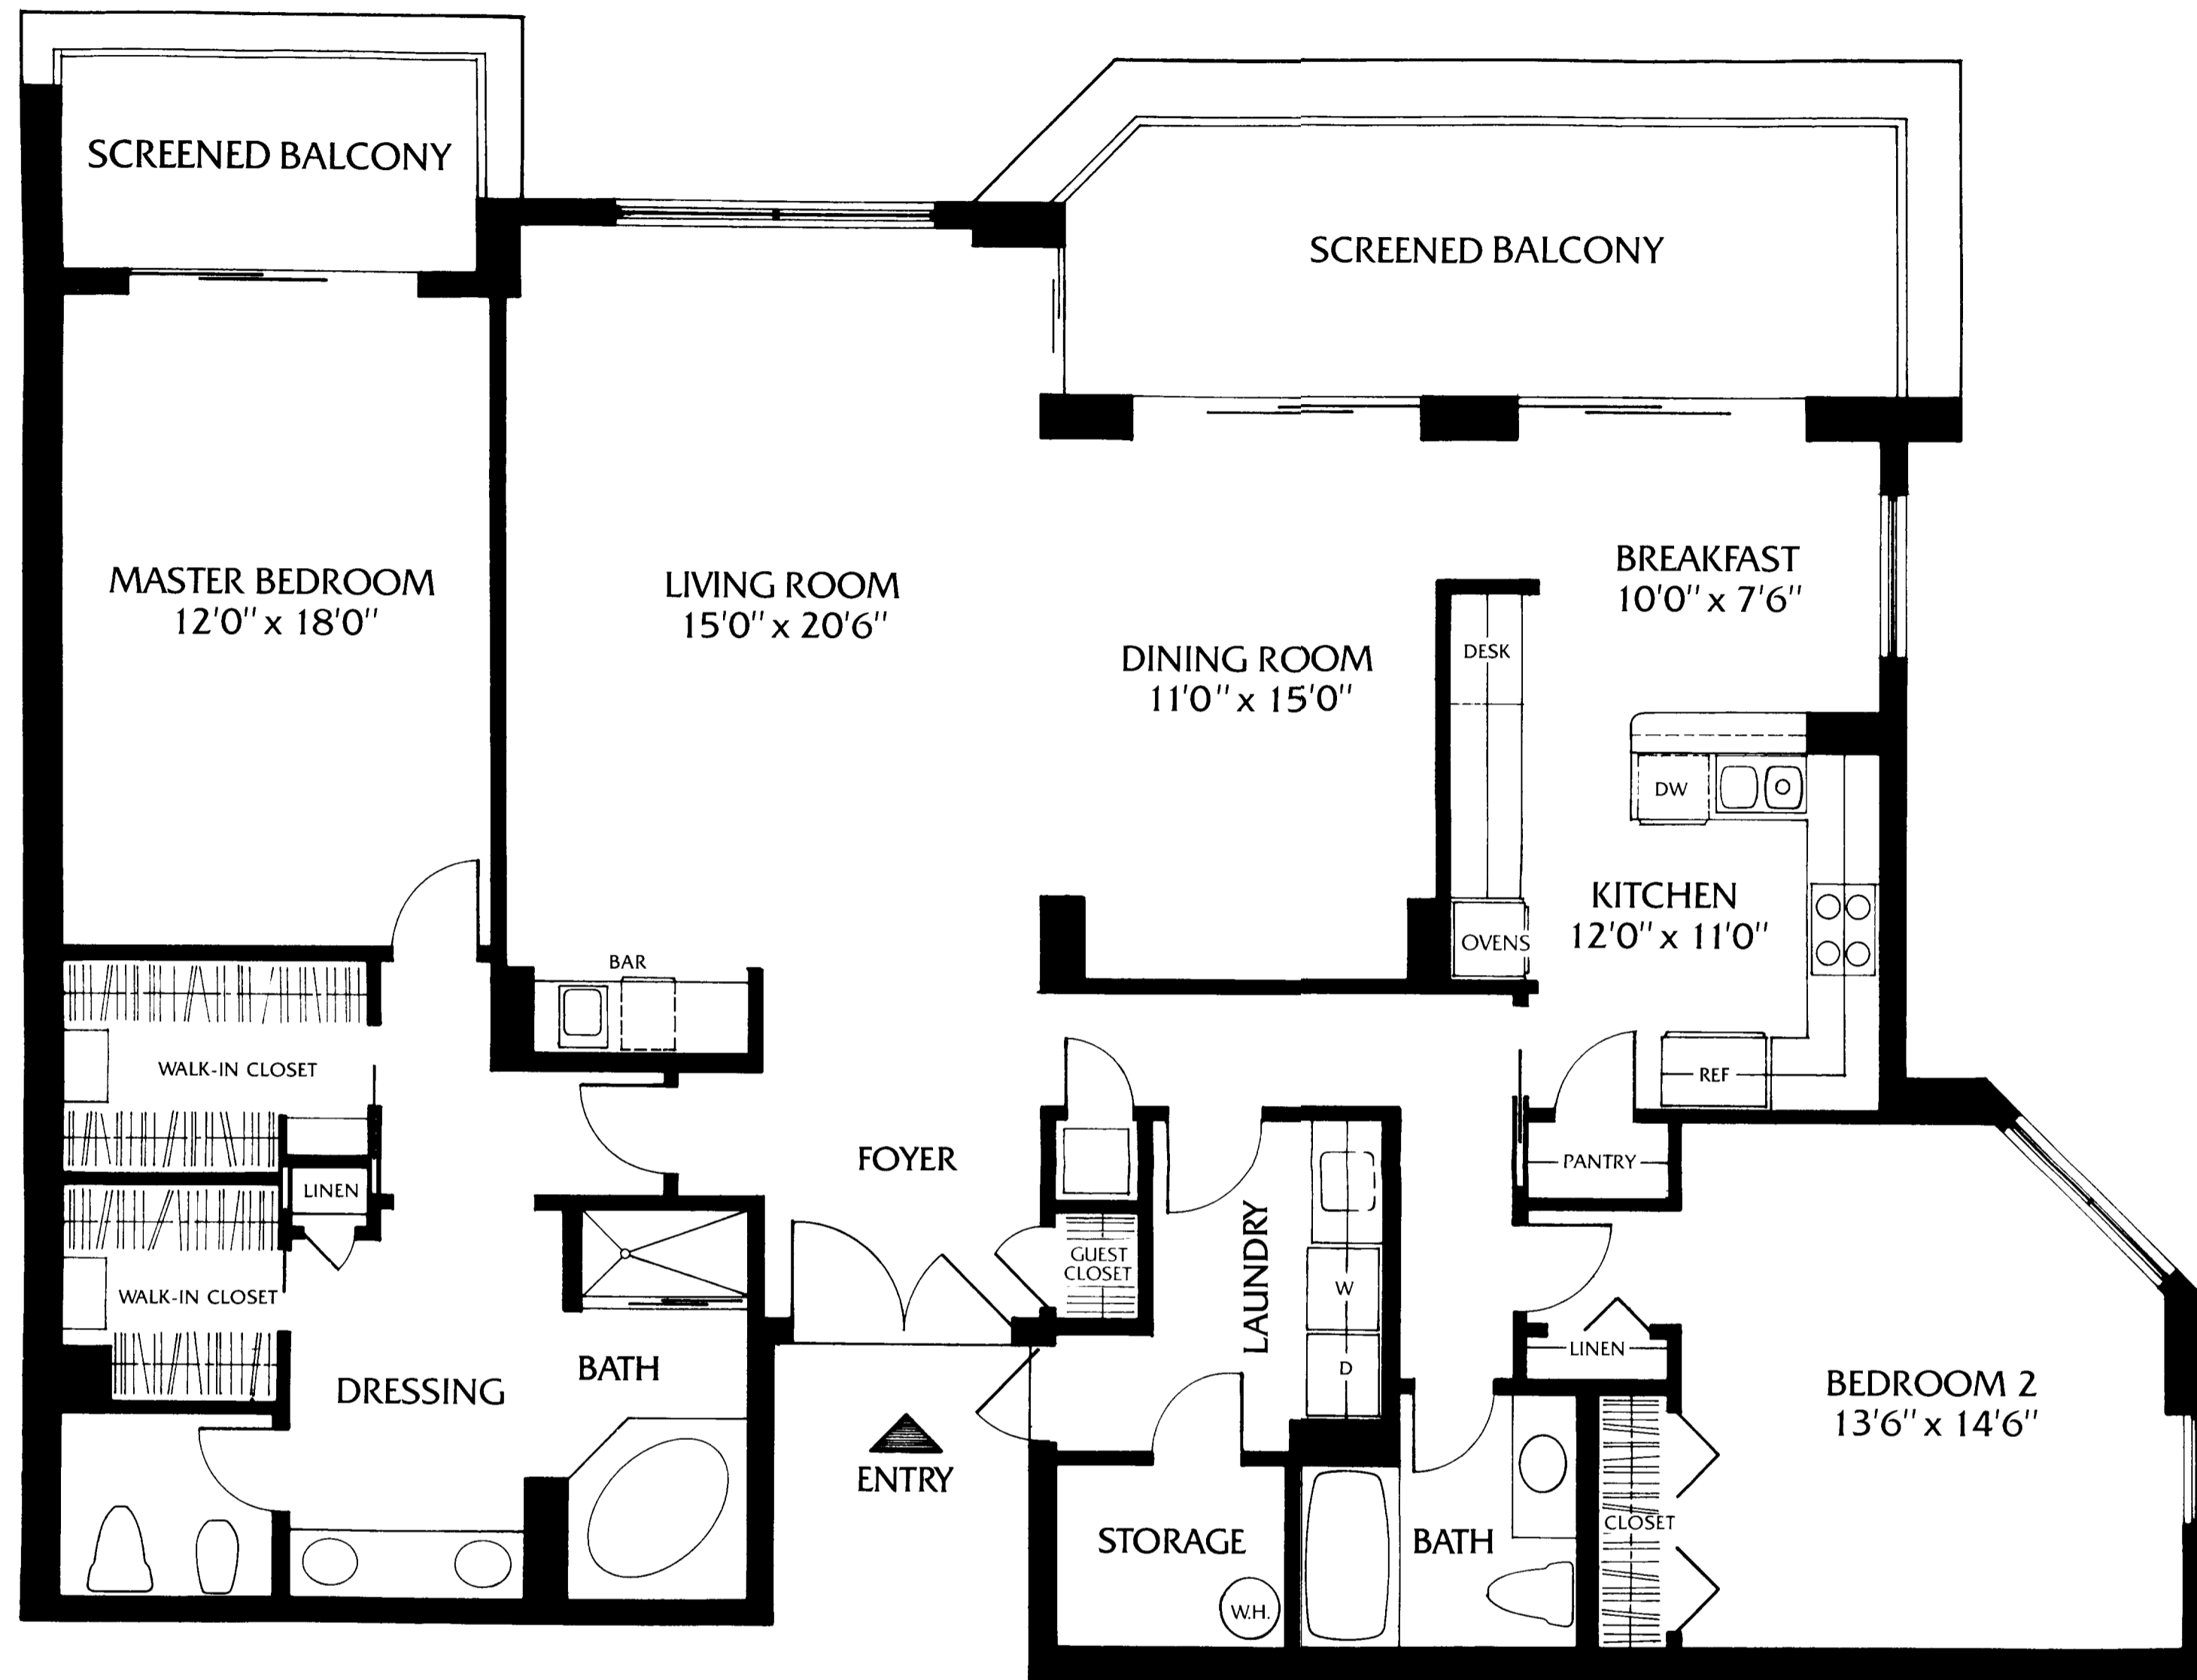 SCREENED BALCONY
SCREENED BALCONY
MASTER BEDROOM
12'0" x 18'0"
LIVING ROOM
15'0" x 20'6"
DINING ROOM
11'0" x 15'0"
BREAKFAST
10'0" x 7'6"
DESK
DW
KITCHEN
12'0" x 11'0"
OVENS
REF
BAR
WALK-IN CLOSET
LINEN
WALK-IN CLOSET
FOYER
GUEST
CLOSET
LAUNDRY
W
D
PANTRY
LINEN
DRESSING
BATH
ENTRY
STORAGE
W.H.
BATH
CLOSET
BEDROOM 2
13'6" x 14'6"